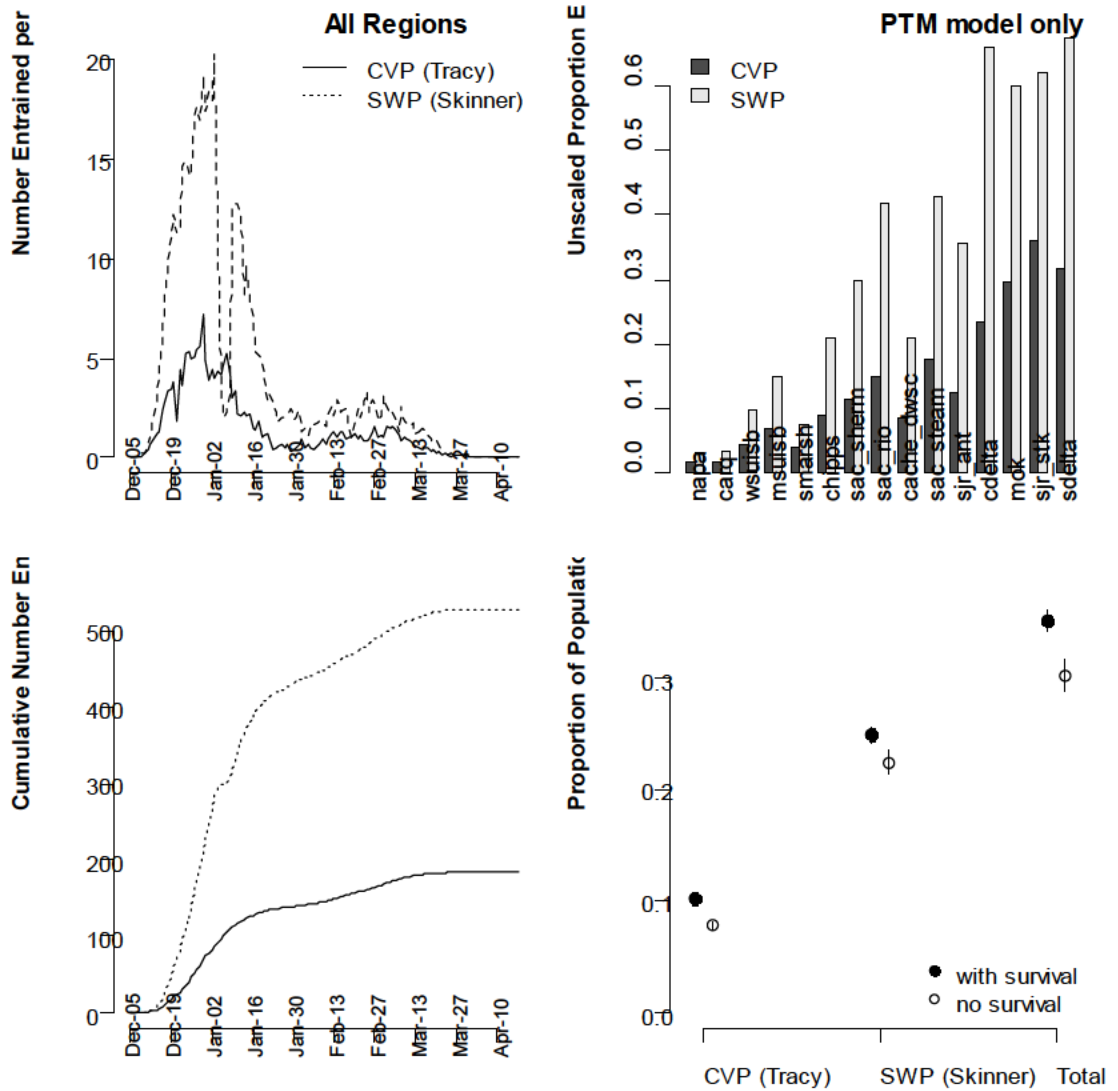 All Regions
Number Entrained per
20
15
10
5
0
CVP (Tracy)
SWP (Skinner)
Dec-05
Dec-19
Jan-02
Jan-16
Jan-30
Feb-13
Feb-27
Mar-13
Mar-27
Apr-10
PTM model only
Unscaled Proportion E
0.6
0.5
0.4
0.3
0.2
0.1
0.0
CVP
SWP
napa
carq
wsuisb
msuisb
smarsh
chipps
sac_sherm
sac_rio
cache_dwsc
sac_steam
sjr_ant
cdelta
mok
sjr_stk
sdelta
Cumulative Number En
500
400
300
200
100
0
Dec-05
Dec-19
Jan-02
Jan-16
Jan-30
Feb-13
Feb-27
Mar-13
Mar-27
Apr-10
Proportion of Populatio
0.3
0.2
0.1
0.0
with survival
no survival
CVP (Tracy)
SWP (Skinner)
Total